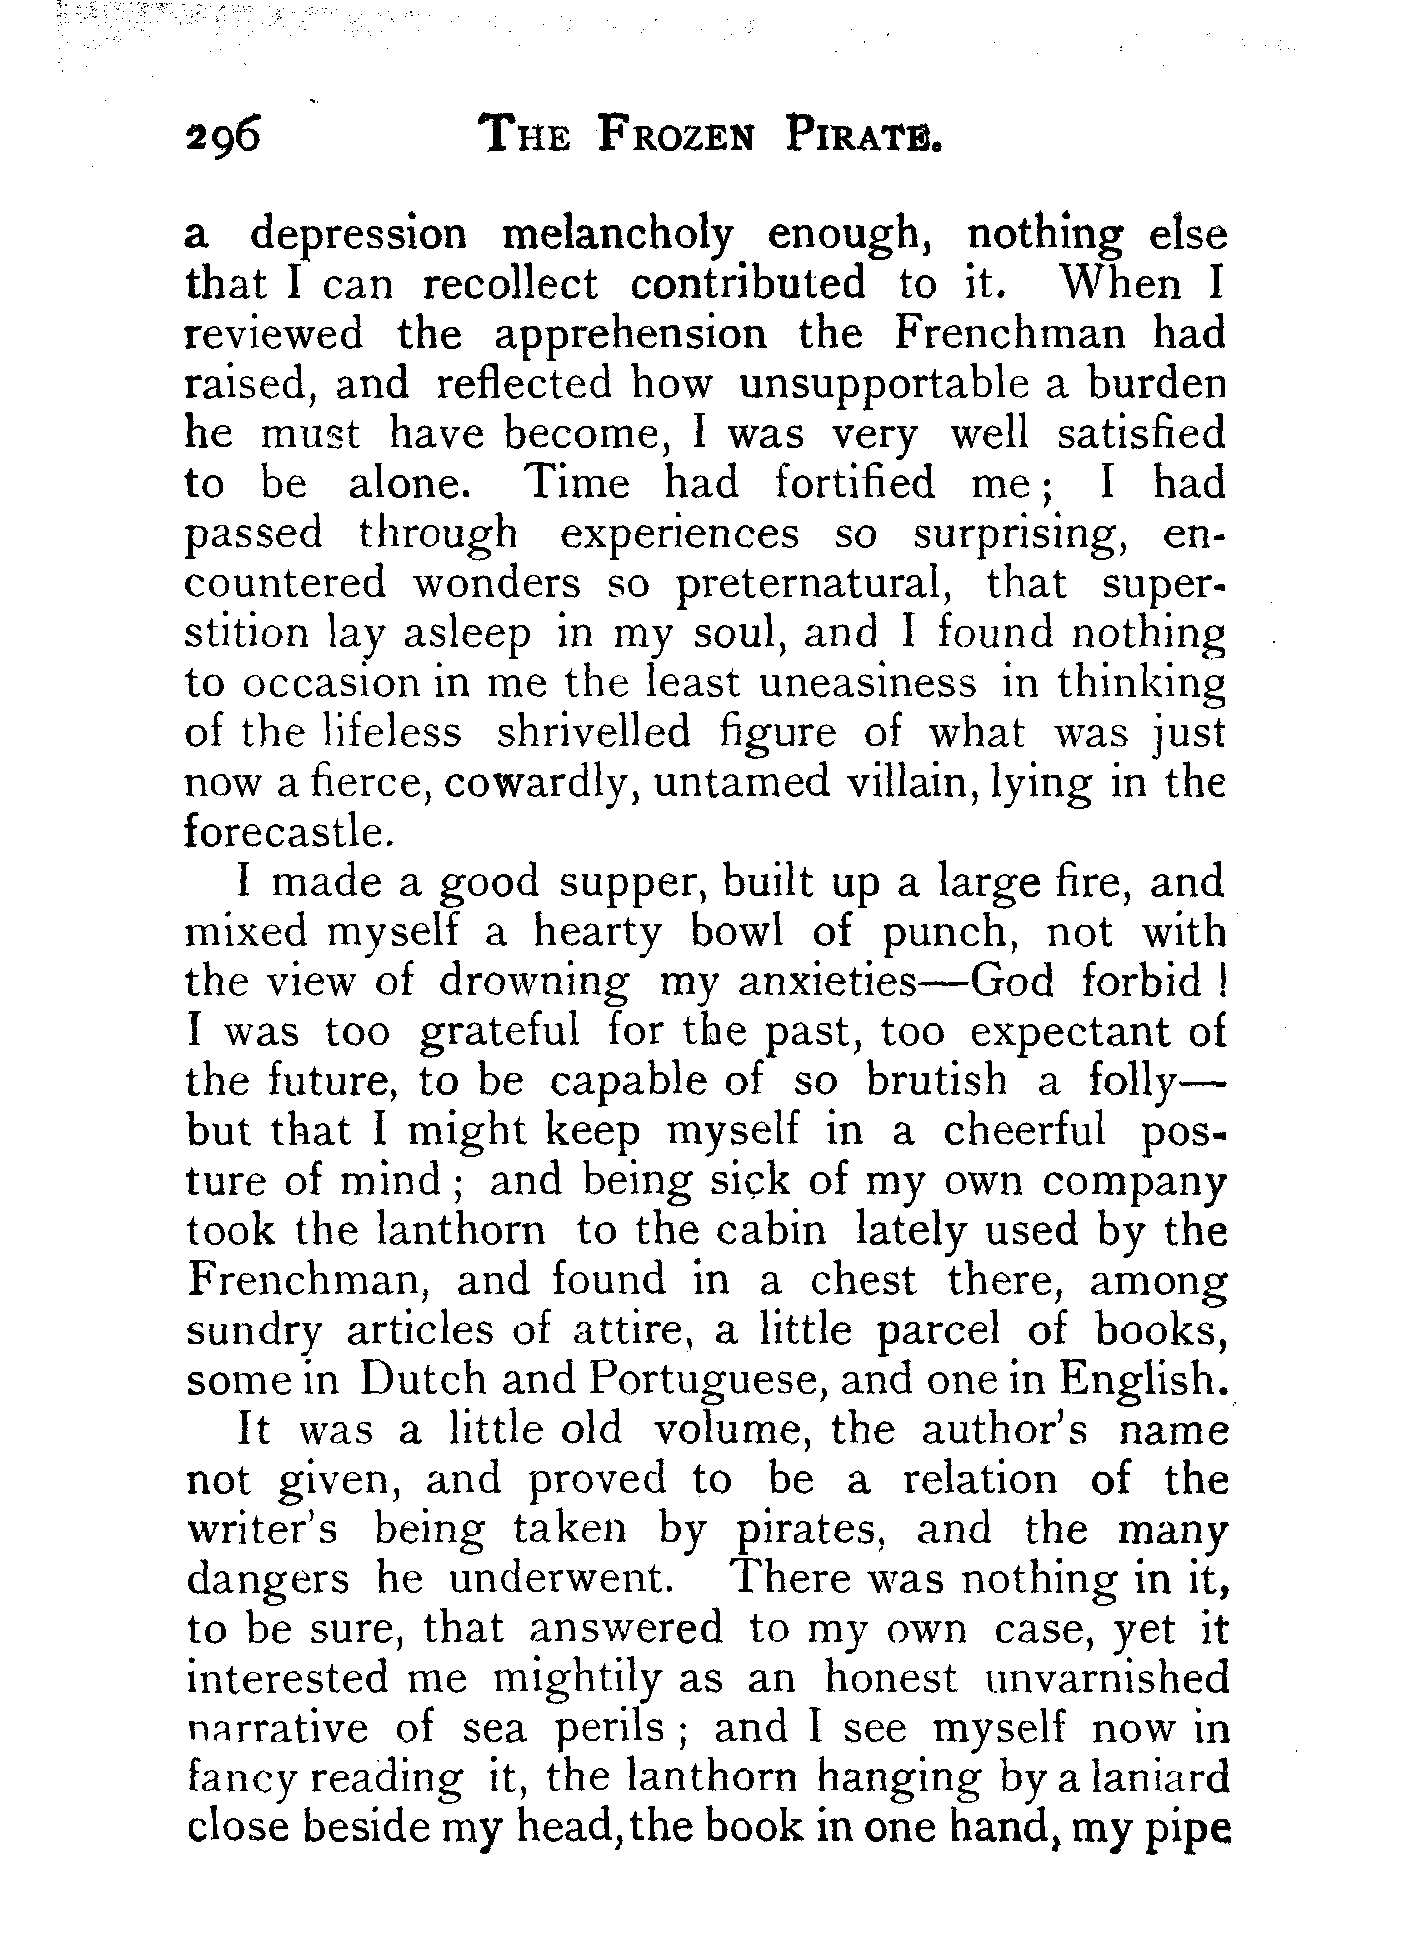 296 THE FROZEN PIRATE.
a depression melancholy enough, nothing else
that I can recollect contributed to it. When I
reviewed the apprehension the Frenchman had
raised, and reflected how unsupportable a burden
he must have become, I was very well satisfied
to be alone. Time had fortified me; I had
passed through experiences so surprising, en-
countered wonders so preternatural, that super-
stition lay asleep in my soul, and I found nothing
to occasion in me the least uneasiness in thinking
of the lifeless shrivelled figure of what was just
now a fierce, cowardly, untamed villain, lying in the
forecastle.
I made a good supper, built up a large fire, and
mixed myself a hearty bowl of punch, not with
the view of drowning my anxieties—God forbid!
I was too grateful for the past, too expectant of
the future, to be capable of so brutish a folly—
but that I might keep myself in a cheerful pos-
ture of mind; and being sick of my own company
took the lanthorn to the cabin lately used by the
Frenchman, and found in a chest there, among
sundry articles of attire, a little parcel of books,
some in Dutch and Portuguese, and one in English.
It was a little old volume, the author's name
not given, and proved to be a relation of the
writer's being taken by pirates, and the many
dangers he underwent. There was nothing in it,
to be sure, that answered to my own case, yet it
interested me mightily as an honest unvarnished
narrative of sea perils; and I see myself now in
fancy reading it, the lanthorn hanging by a laniard
close beside my head, the book in one hand, my pipe